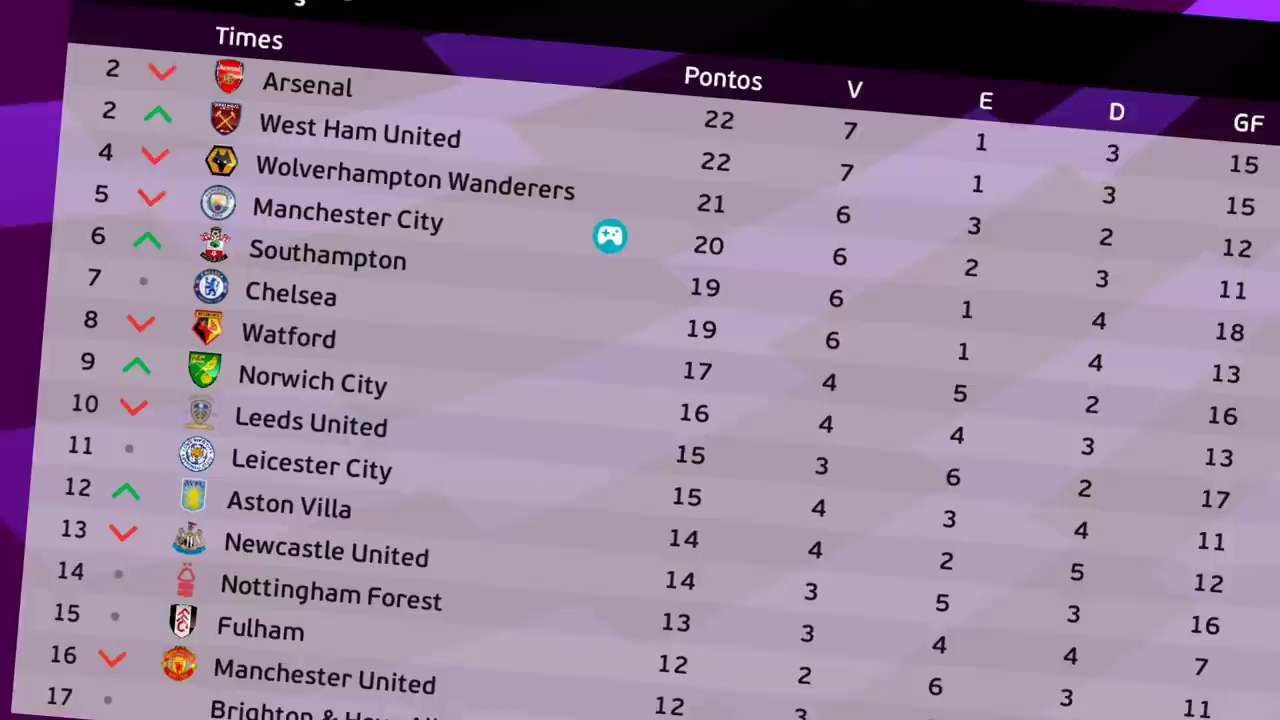 Times Pontos V E D GF
2 Arsenal 22 7 1 3 15
2 West Ham United 22 7 1 3 15
4 Wolverhampton Wanderers 21 6 3 2 12
5 Manchester City 20 6 2 3 11
6 Southampton 19 6 1 4 18
7 Chelsea 19 6 1 4 13
8 Watford 17 4 5 2 16
9 Norwich City 16 4 4 3 13
10 Leeds United 15 3 6 2 17
11 Leicester City 15 4 3 4 11
12 Aston Villa 14 4 2 5 12
13 Newcastle United 14 3 5 3 16
14 Nottingham Forest 13 3 4 4 7
15 Fulham 12 2 6 3 11
16 Manchester United 12 3
17 Brighton &